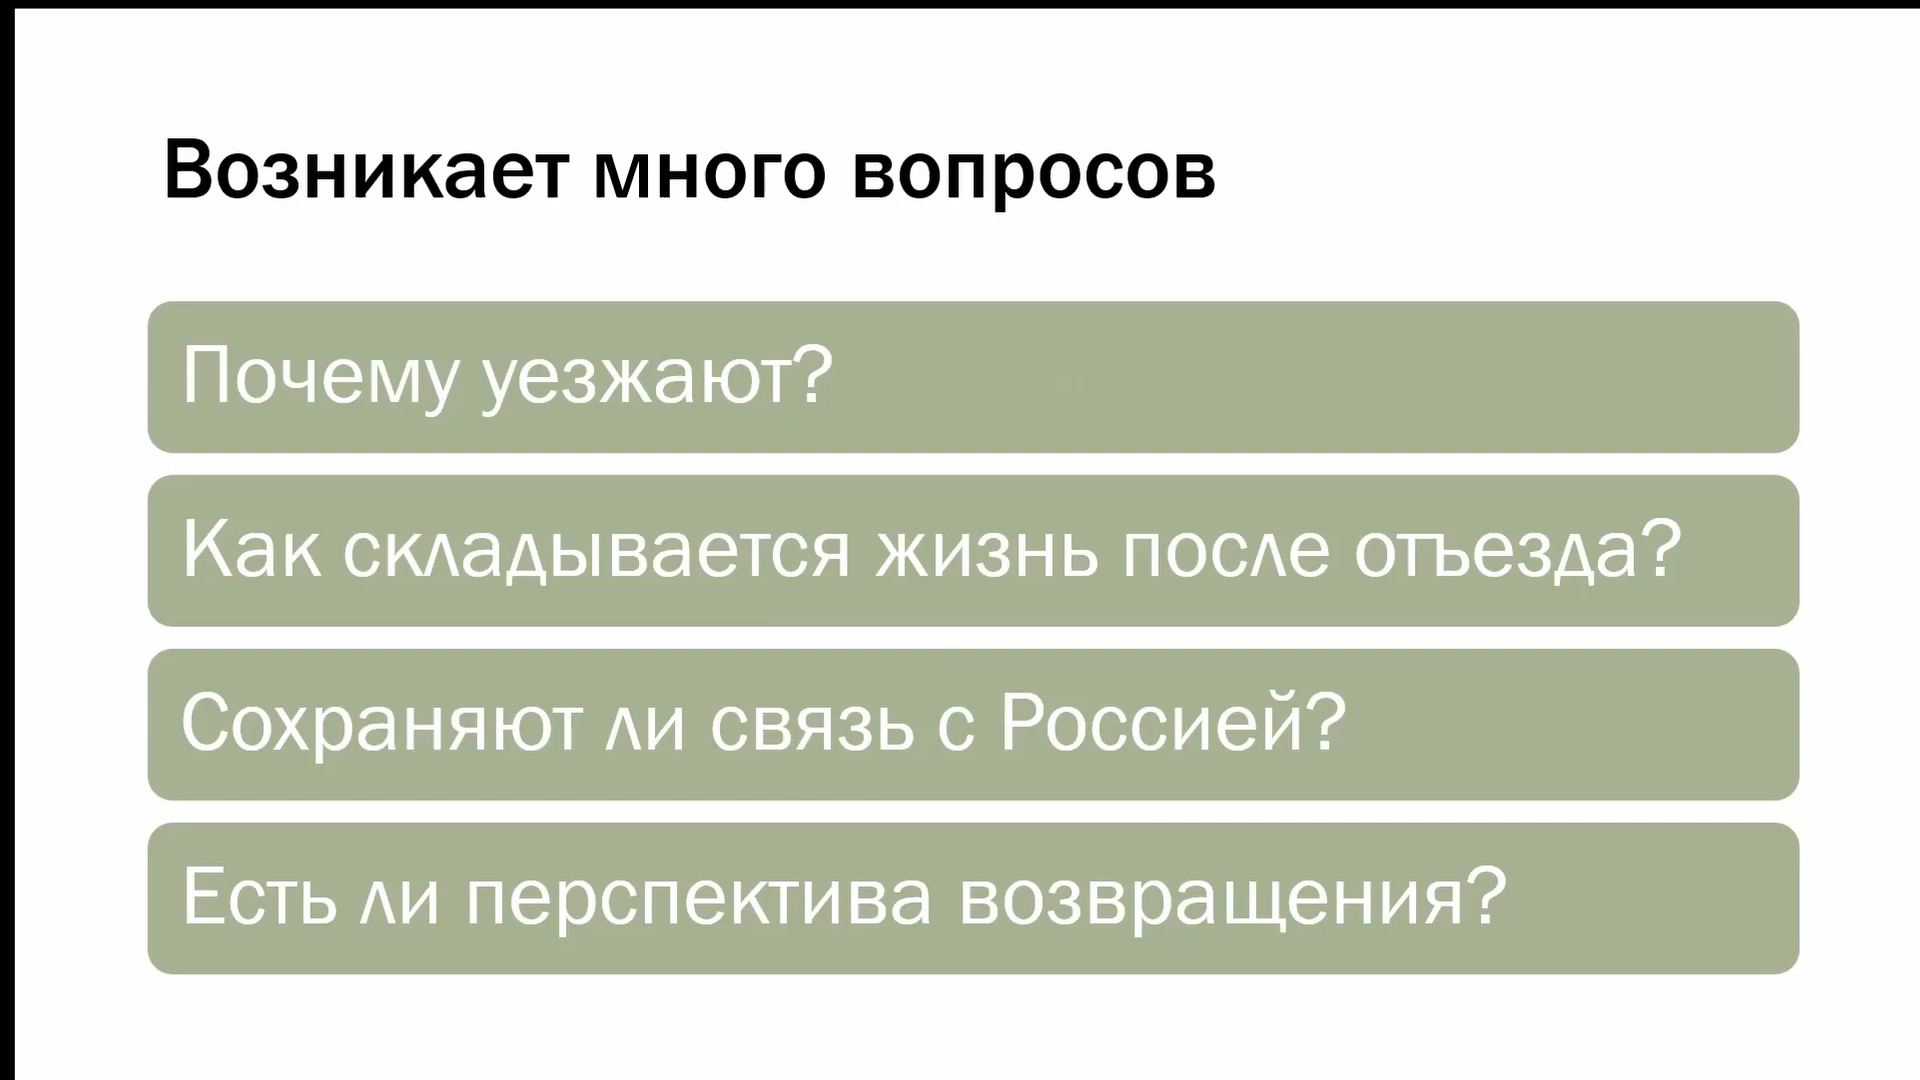 Возникает много вопросов
Почему уезжают?
Как складывается жизнь после отъезда?
Сохраняют ли связь с Россией?
Есть ли перспектива возвращения?